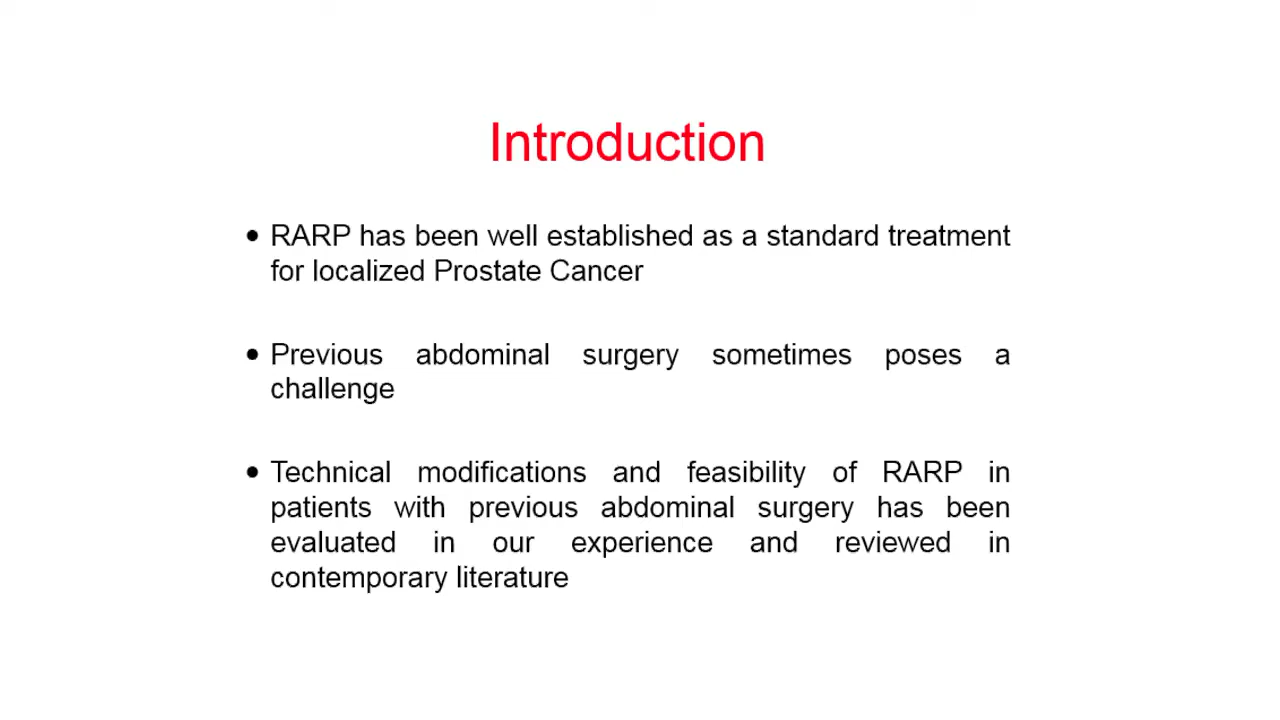 Introduction
• RARP has been well established as a standard treatment
for localized Prostate Cancer
• Previous abdominal surgery sometimes poses a
challenge
• Technical modifications and feasibility of RARP in
patients with previous abdominal surgery has been
evaluated in our experience and reviewed in
contemporary literature